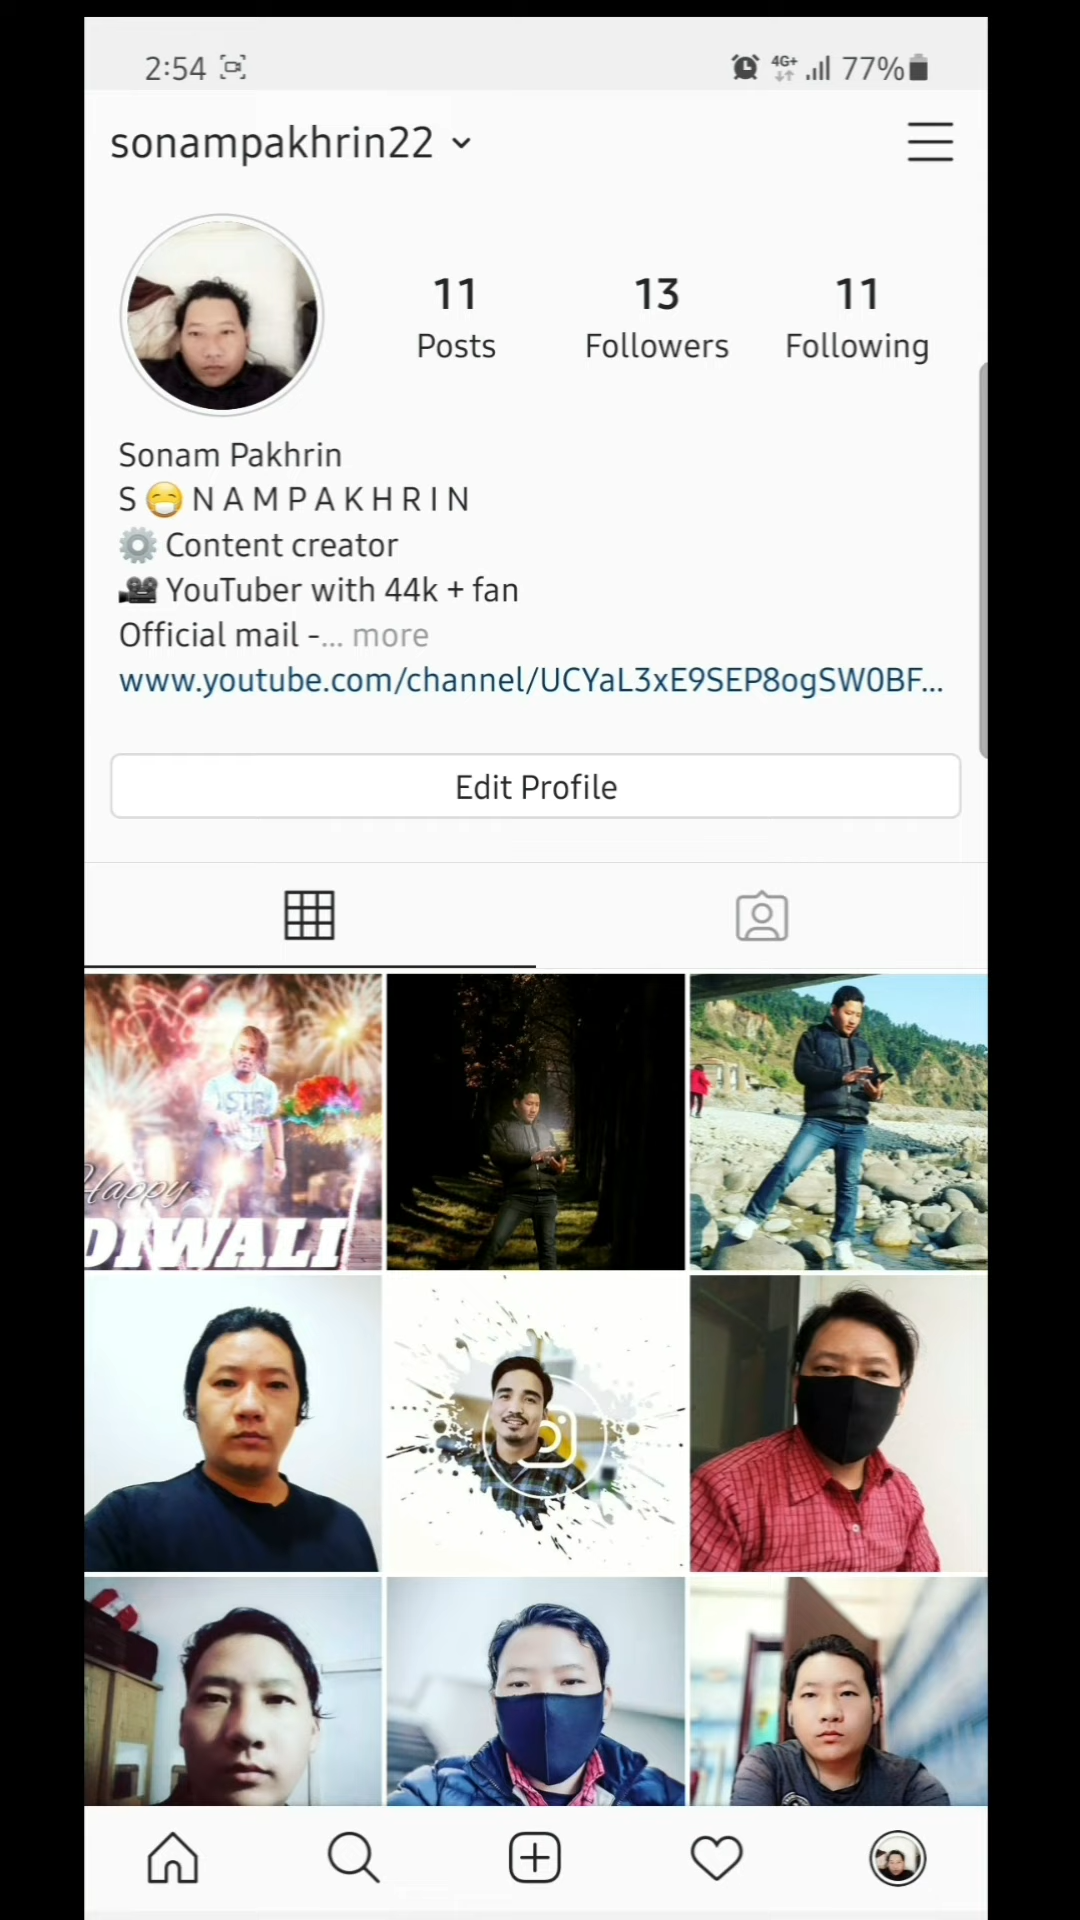 2:54 4G+ 77%
sonampakhrin22
11 13 11
Posts Followers Following
Sonam Pakhrin
S 😷 N A M P A K H R I N
⚙️ Content creator
🎥 YouTuber with 44k + fan
Official mail -... more
www.youtube.com/channel/UCYaL3xE9SEP8ogSW0BF...
Edit Profile
Happy
DIWALI